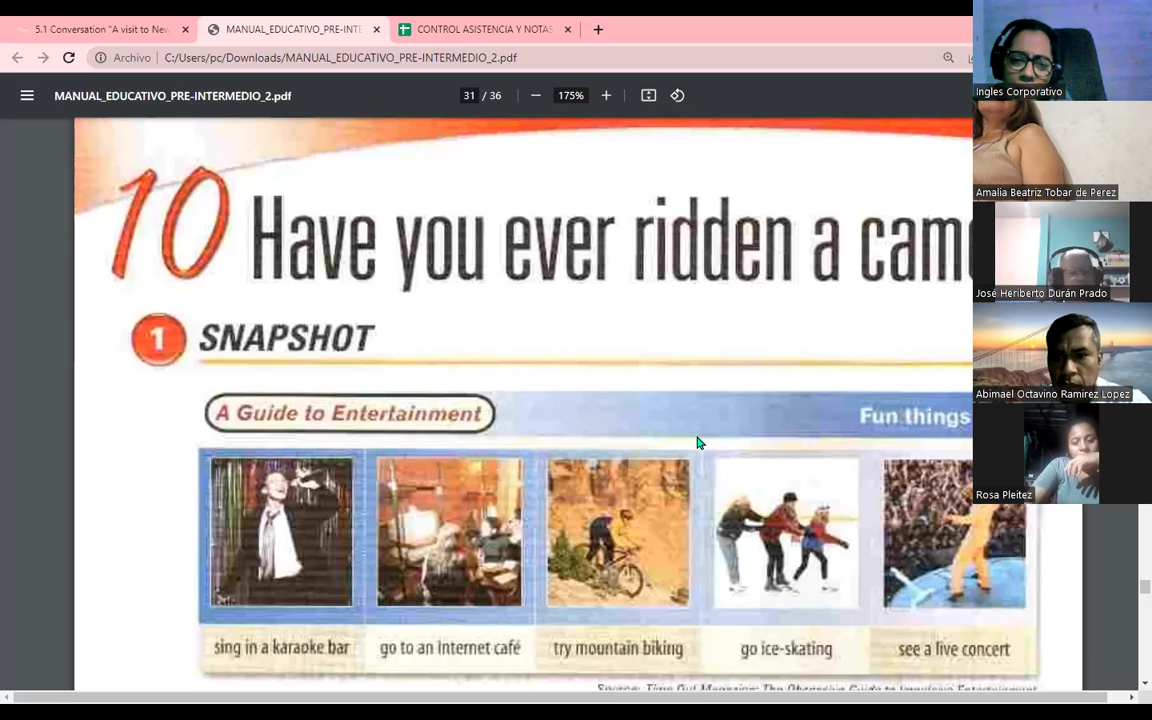 5.1 Conversation "A visit to New
MANUAL_EDUCATIVO_PRE-INTE
CONTROL ASISTENCIA Y NOTAS
Archivo
C:/Users/pc/Downloads/MANUAL_EDUCATIVO_PRE-INTERMEDIO_2.pdf
MANUAL_EDUCATIVO_PRE-INTERMEDIO_2.pdf
31 / 36
175%
10 Have you ever ridden a came
1 SNAPSHOT
A Guide to Entertainment
Fun things
sing in a karaoke bar
go to an Internet café
try mountain biking
go ice-skating
see a live concert
Ingles Corporativo
Amalia Beatriz Tobar de Perez
José Heriberto Durán Prado
Abimael Octavino Ramirez Lopez
Rosa Pleitez